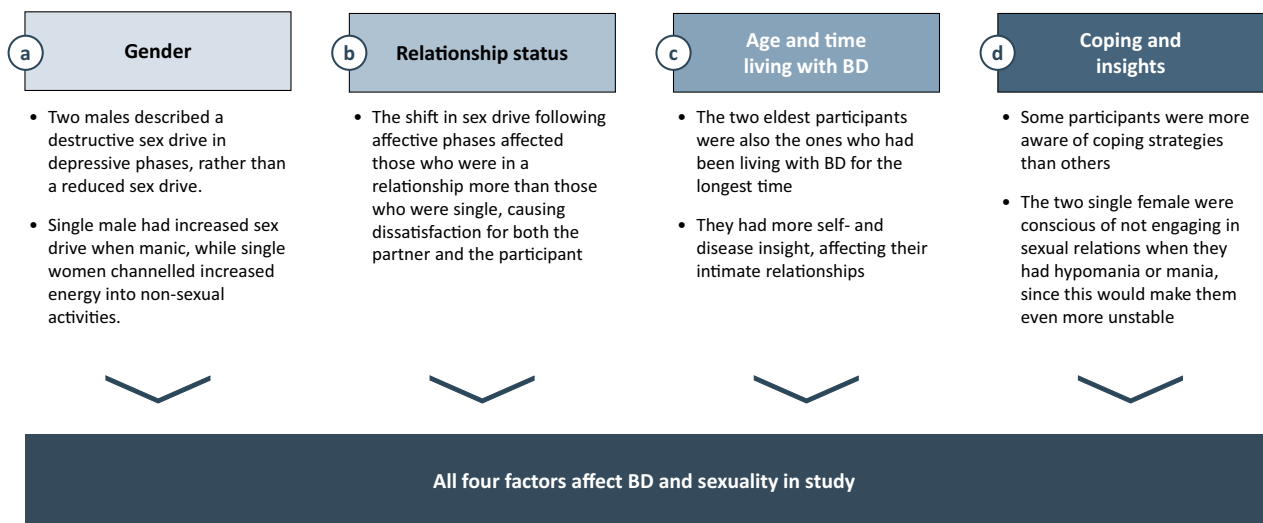 a
Gender
• Two males described a
destructive sex drive in
depressive phases, rather than
a reduced sex drive.
• Single male had increased sex
drive when manic, while single
women channelled increased
energy into non-sexual
activities.
b
Relationship status
• The shift in sex drive following
affective phases affected
those who were in a
relationship more than those
who were single, causing
dissatisfaction for both the
partner and the participant
c
Age and time
living with BD
• The two eldest participants
were also the ones who had
been living with BD for the
longest time
• They had more self- and
disease insight, affecting their
intimate relationships
d
Coping and
insights
• Some participants were more
aware of coping strategies
than others
• The two single female were
conscious of not engaging in
sexual relations when they
had hypomania or mania,
since this would make them
even more unstable
All four factors affect BD and sexuality in study